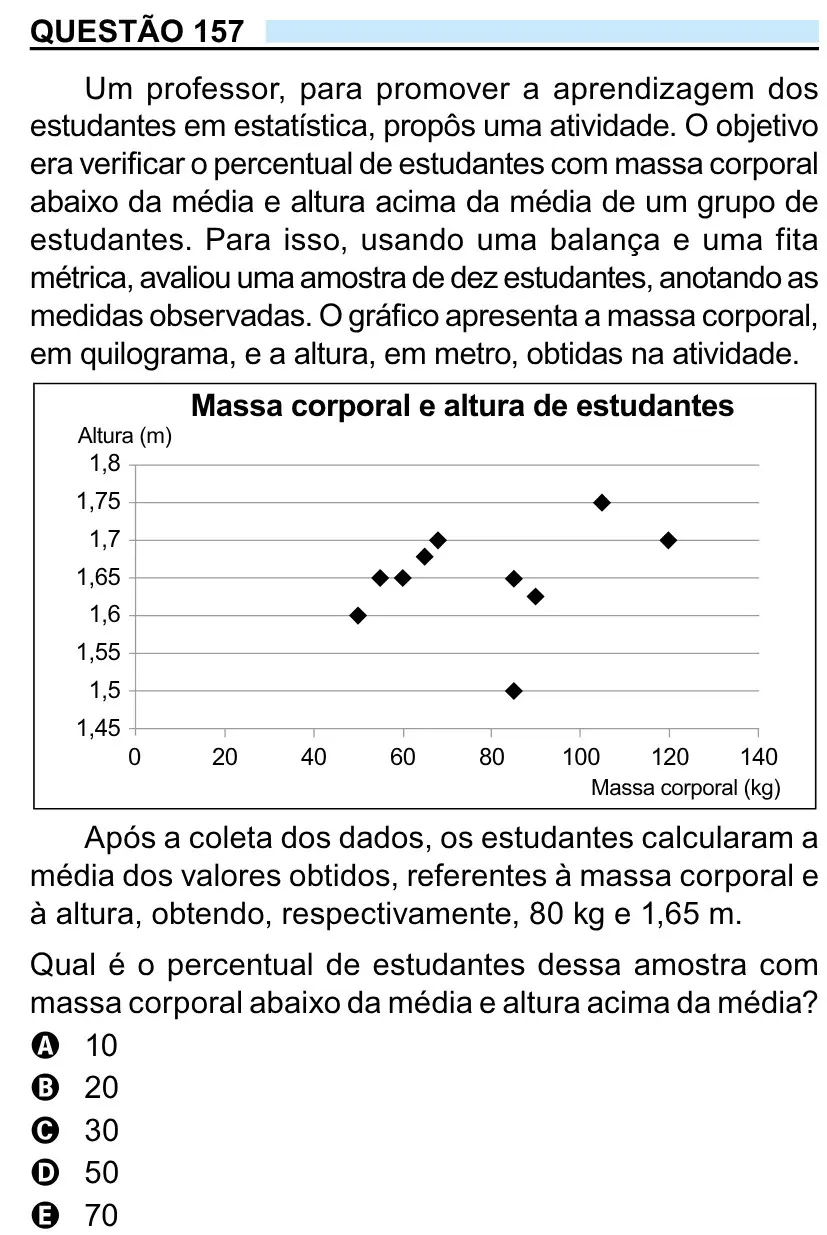 QUESTÃO 157
Um professor, para promover a aprendizagem dos
estudantes em estatística, propôs uma atividade. O objetivo
era verificar o percentual de estudantes com massa corporal
abaixo da média e altura acima da média de um grupo de
estudantes. Para isso, usando uma balança e uma fita
métrica, avaliou uma amostra de dez estudantes, anotando as
medidas observadas. O gráfico apresenta a massa corporal,
em quilograma, e a altura, em metro, obtidas na atividade.
Massa corporal e altura de estudantes
Altura (m)
1,8
1,75
1,7
1,65
1,6
1,55
1,5
1,45
0 20 40 60 80 100 120 140
Massa corporal (kg)
Após a coleta dos dados, os estudantes calcularam a
média dos valores obtidos, referentes à massa corporal e
à altura, obtendo, respectivamente, 80 kg e 1,65 m.
Qual é o percentual de estudantes dessa amostra com
massa corporal abaixo da média e altura acima da média?
A 10
B 20
C 30
D 50
E 70